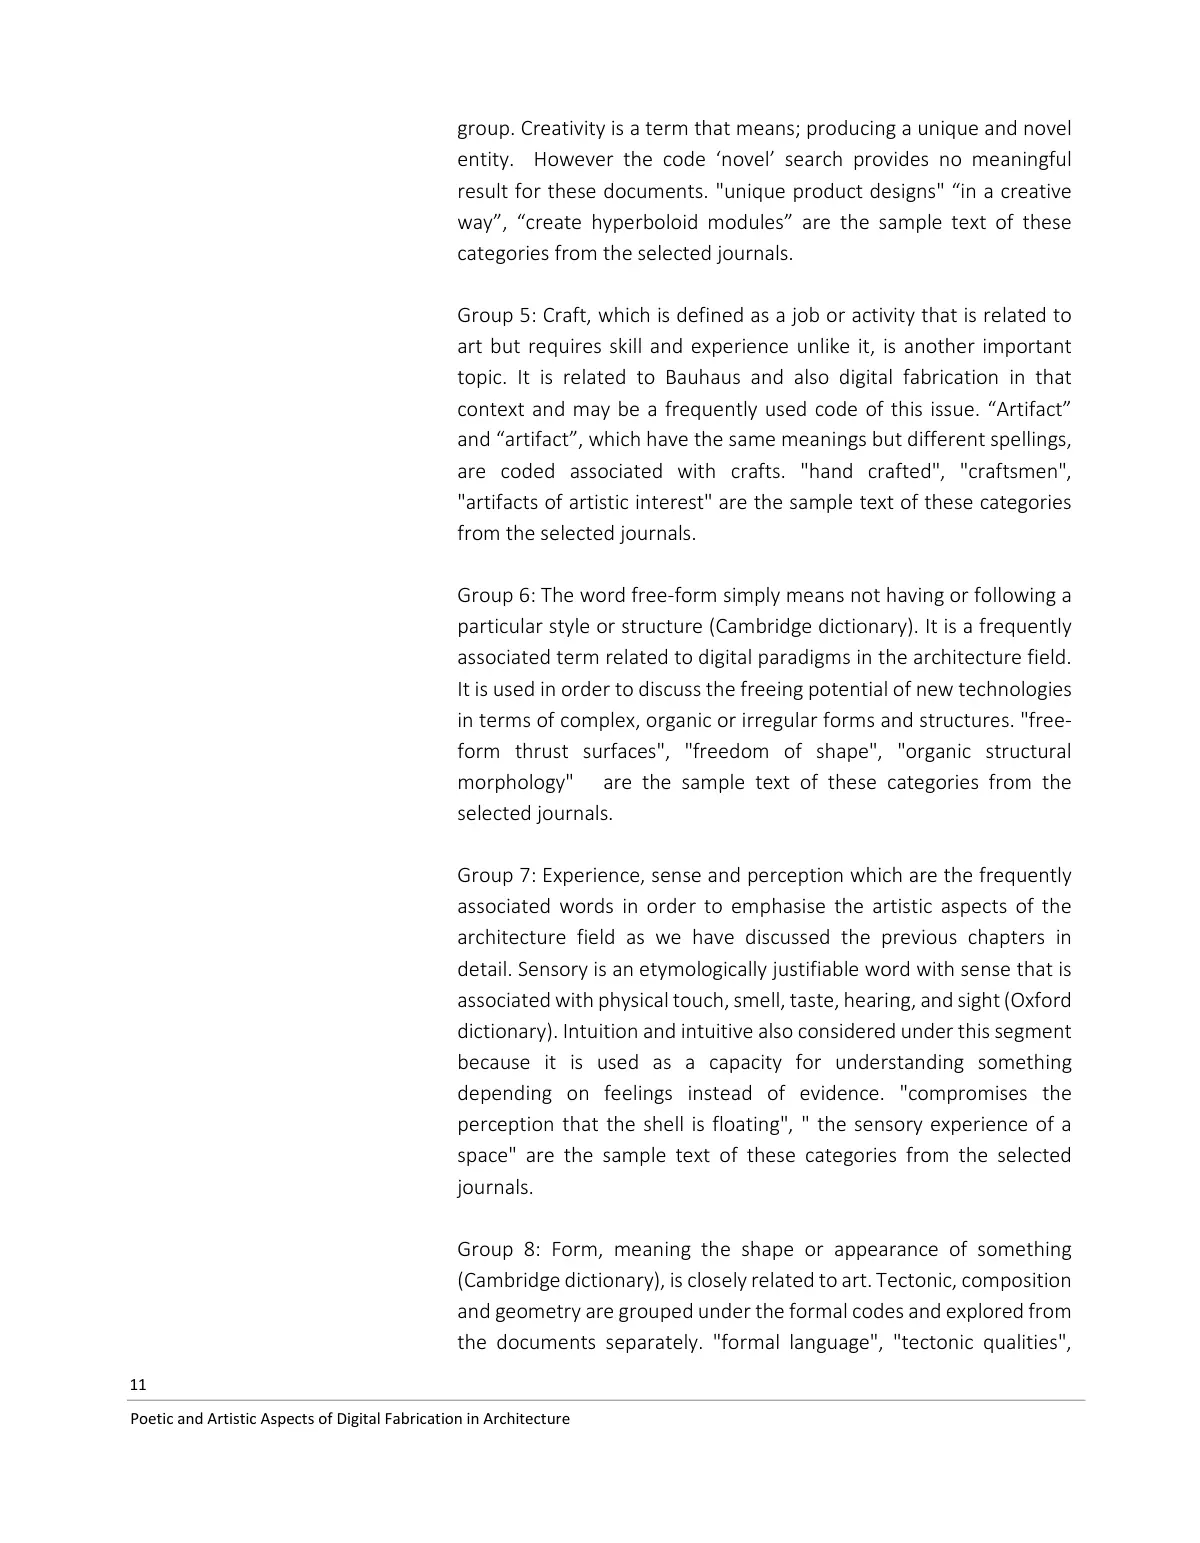 group. Creativity is a term that means; producing a unique and novel
entity.  However the code ‘novel’ search provides no meaningful
result for these documents. "unique product designs" “in a creative
way”, “create hyperboloid modules” are the sample text of these
categories from the selected journals.
Group 5: Craft, which is defined as a job or activity that is related to
art but requires skill and experience unlike it, is another important
topic. It is related to Bauhaus and also digital fabrication in that
context and may be a frequently used code of this issue. “Artifact”
and “artifact”, which have the same meanings but different spellings,
are coded associated with crafts. "hand crafted", "craftsmen",
"artifacts of artistic interest" are the sample text of these categories
from the selected journals.
Group 6: The word free-form simply means not having or following a
particular style or structure (Cambridge dictionary). It is a frequently
associated term related to digital paradigms in the architecture field.
It is used in order to discuss the freeing potential of new technologies
in terms of complex, organic or irregular forms and structures. "free-
form thrust surfaces", "freedom of shape", "organic structural
morphology"   are the sample text of these categories from the
selected journals.
Group 7: Experience, sense and perception which are the frequently
associated words in order to emphasise the artistic aspects of the
architecture field as we have discussed the previous chapters in
detail. Sensory is an etymologically justifiable word with sense that is
associated with physical touch, smell, taste, hearing, and sight (Oxford
dictionary). Intuition and intuitive also considered under this segment
because it is used as a capacity for understanding something
depending on feelings instead of evidence. "compromises the
perception that the shell is floating", " the sensory experience of a
space" are the sample text of these categories from the selected
journals.
Group 8: Form, meaning the shape or appearance of something
(Cambridge dictionary), is closely related to art. Tectonic, composition
and geometry are grouped under the formal codes and explored from
the documents separately. "formal language", "tectonic qualities",
11
Poetic and Artistic Aspects of Digital Fabrication in Architecture